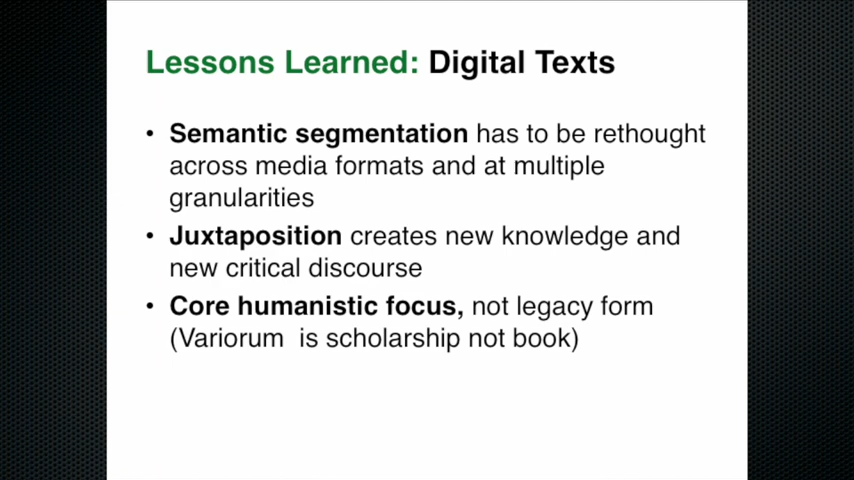 Lessons Learned: Digital Texts
• Semantic segmentation has to be rethought
across media formats and at multiple
granularities
• Juxtaposition creates new knowledge and
new critical discourse
• Core humanistic focus, not legacy form
(Variorum  is scholarship not book)